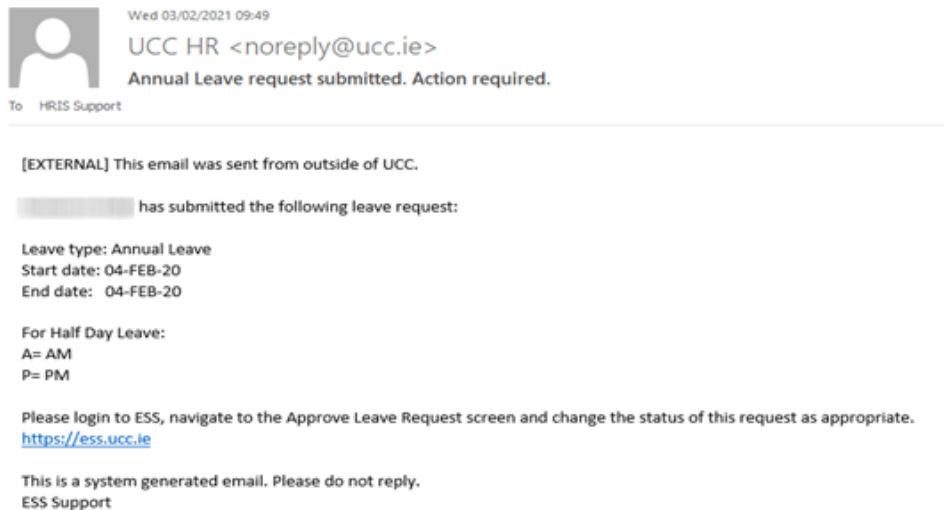 Wed 03/02/2021 09:49
UCC HR <noreply@ucc.ie>
Annual Leave request submitted. Action required.
To HRIS Support
[EXTERNAL] This email was sent from outside of UCC.
has submitted the following leave request:
Leave type: Annual Leave
Start date: 04-FEB-20
End date: 04-FEB-20
For Half Day Leave:
A= AM
P= PM
Please login to ESS, navigate to the Approve Leave Request screen and change the status of this request as appropriate.
https://ess.ucc.ie
This is a system generated email. Please do not reply.
ESS Support